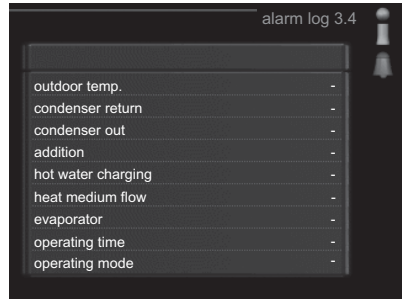 alarm log 3.4
outdoor temp. -
condenser return -
condenser out -
addition -
hot water charging -
heat medium flow -
evaporator -
operating time -
operating mode -